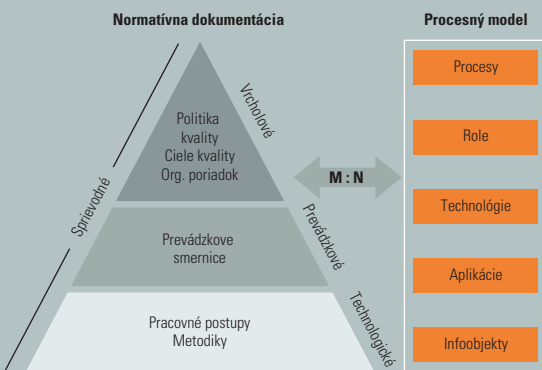 Normatívna dokumentácia
Procesný model
Politika
kvality
Ciele kvality
Org. poriadok
Vrcholové
Sprievodné
Prevádzkove
smernice
Prevádzkové
Pracovné postupy
Metodiky
Technologické
M : N
Procesy
Role
Technológie
Aplikácie
Infoobjekty